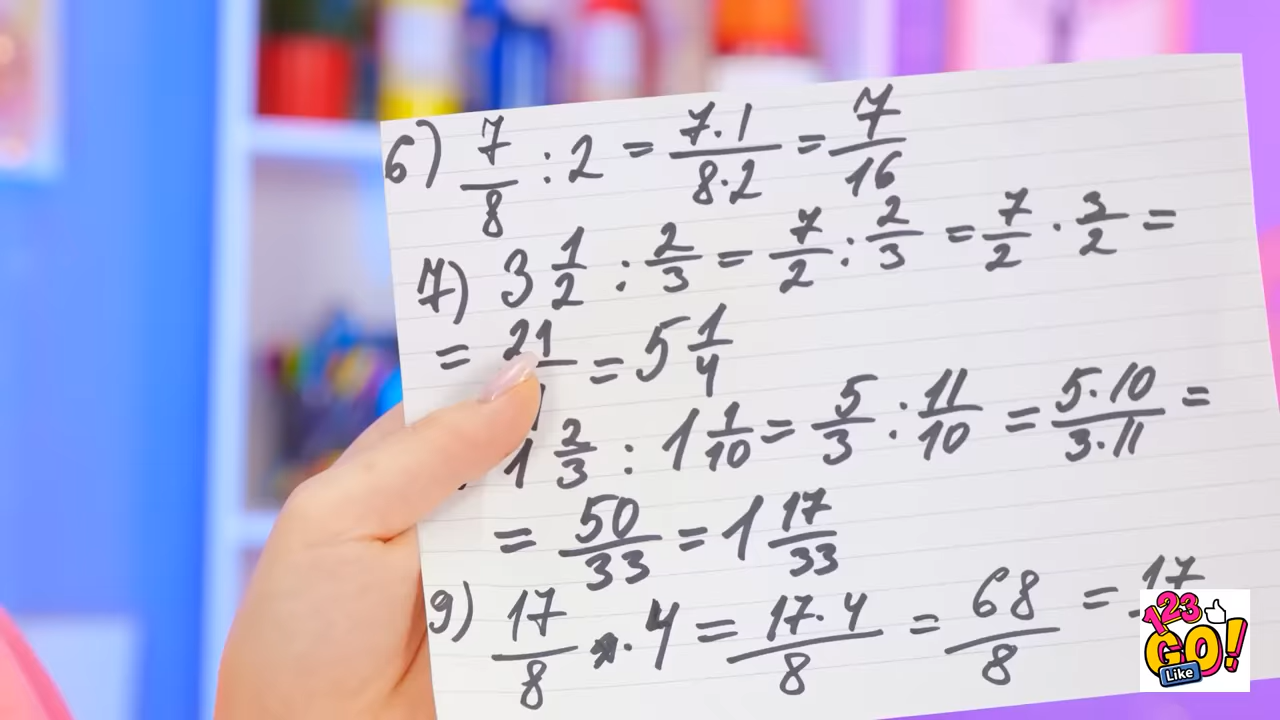 6) 7/8 : 2 = 7·1/8·2 = 7/16
7) 3 1/2 : 2/3 = 7/2 : 2/3 = 7/2 · 3/2 =
= 21/ = 5 1/4
1 2/3 : 1 1/10 = 5/3 : 11/10 = 5·10/3·11 =
= 50/33 = 1 17/33
9) 17/8 · 4 = 17·4/8 = 68/8 = 17
123
GO!
Like